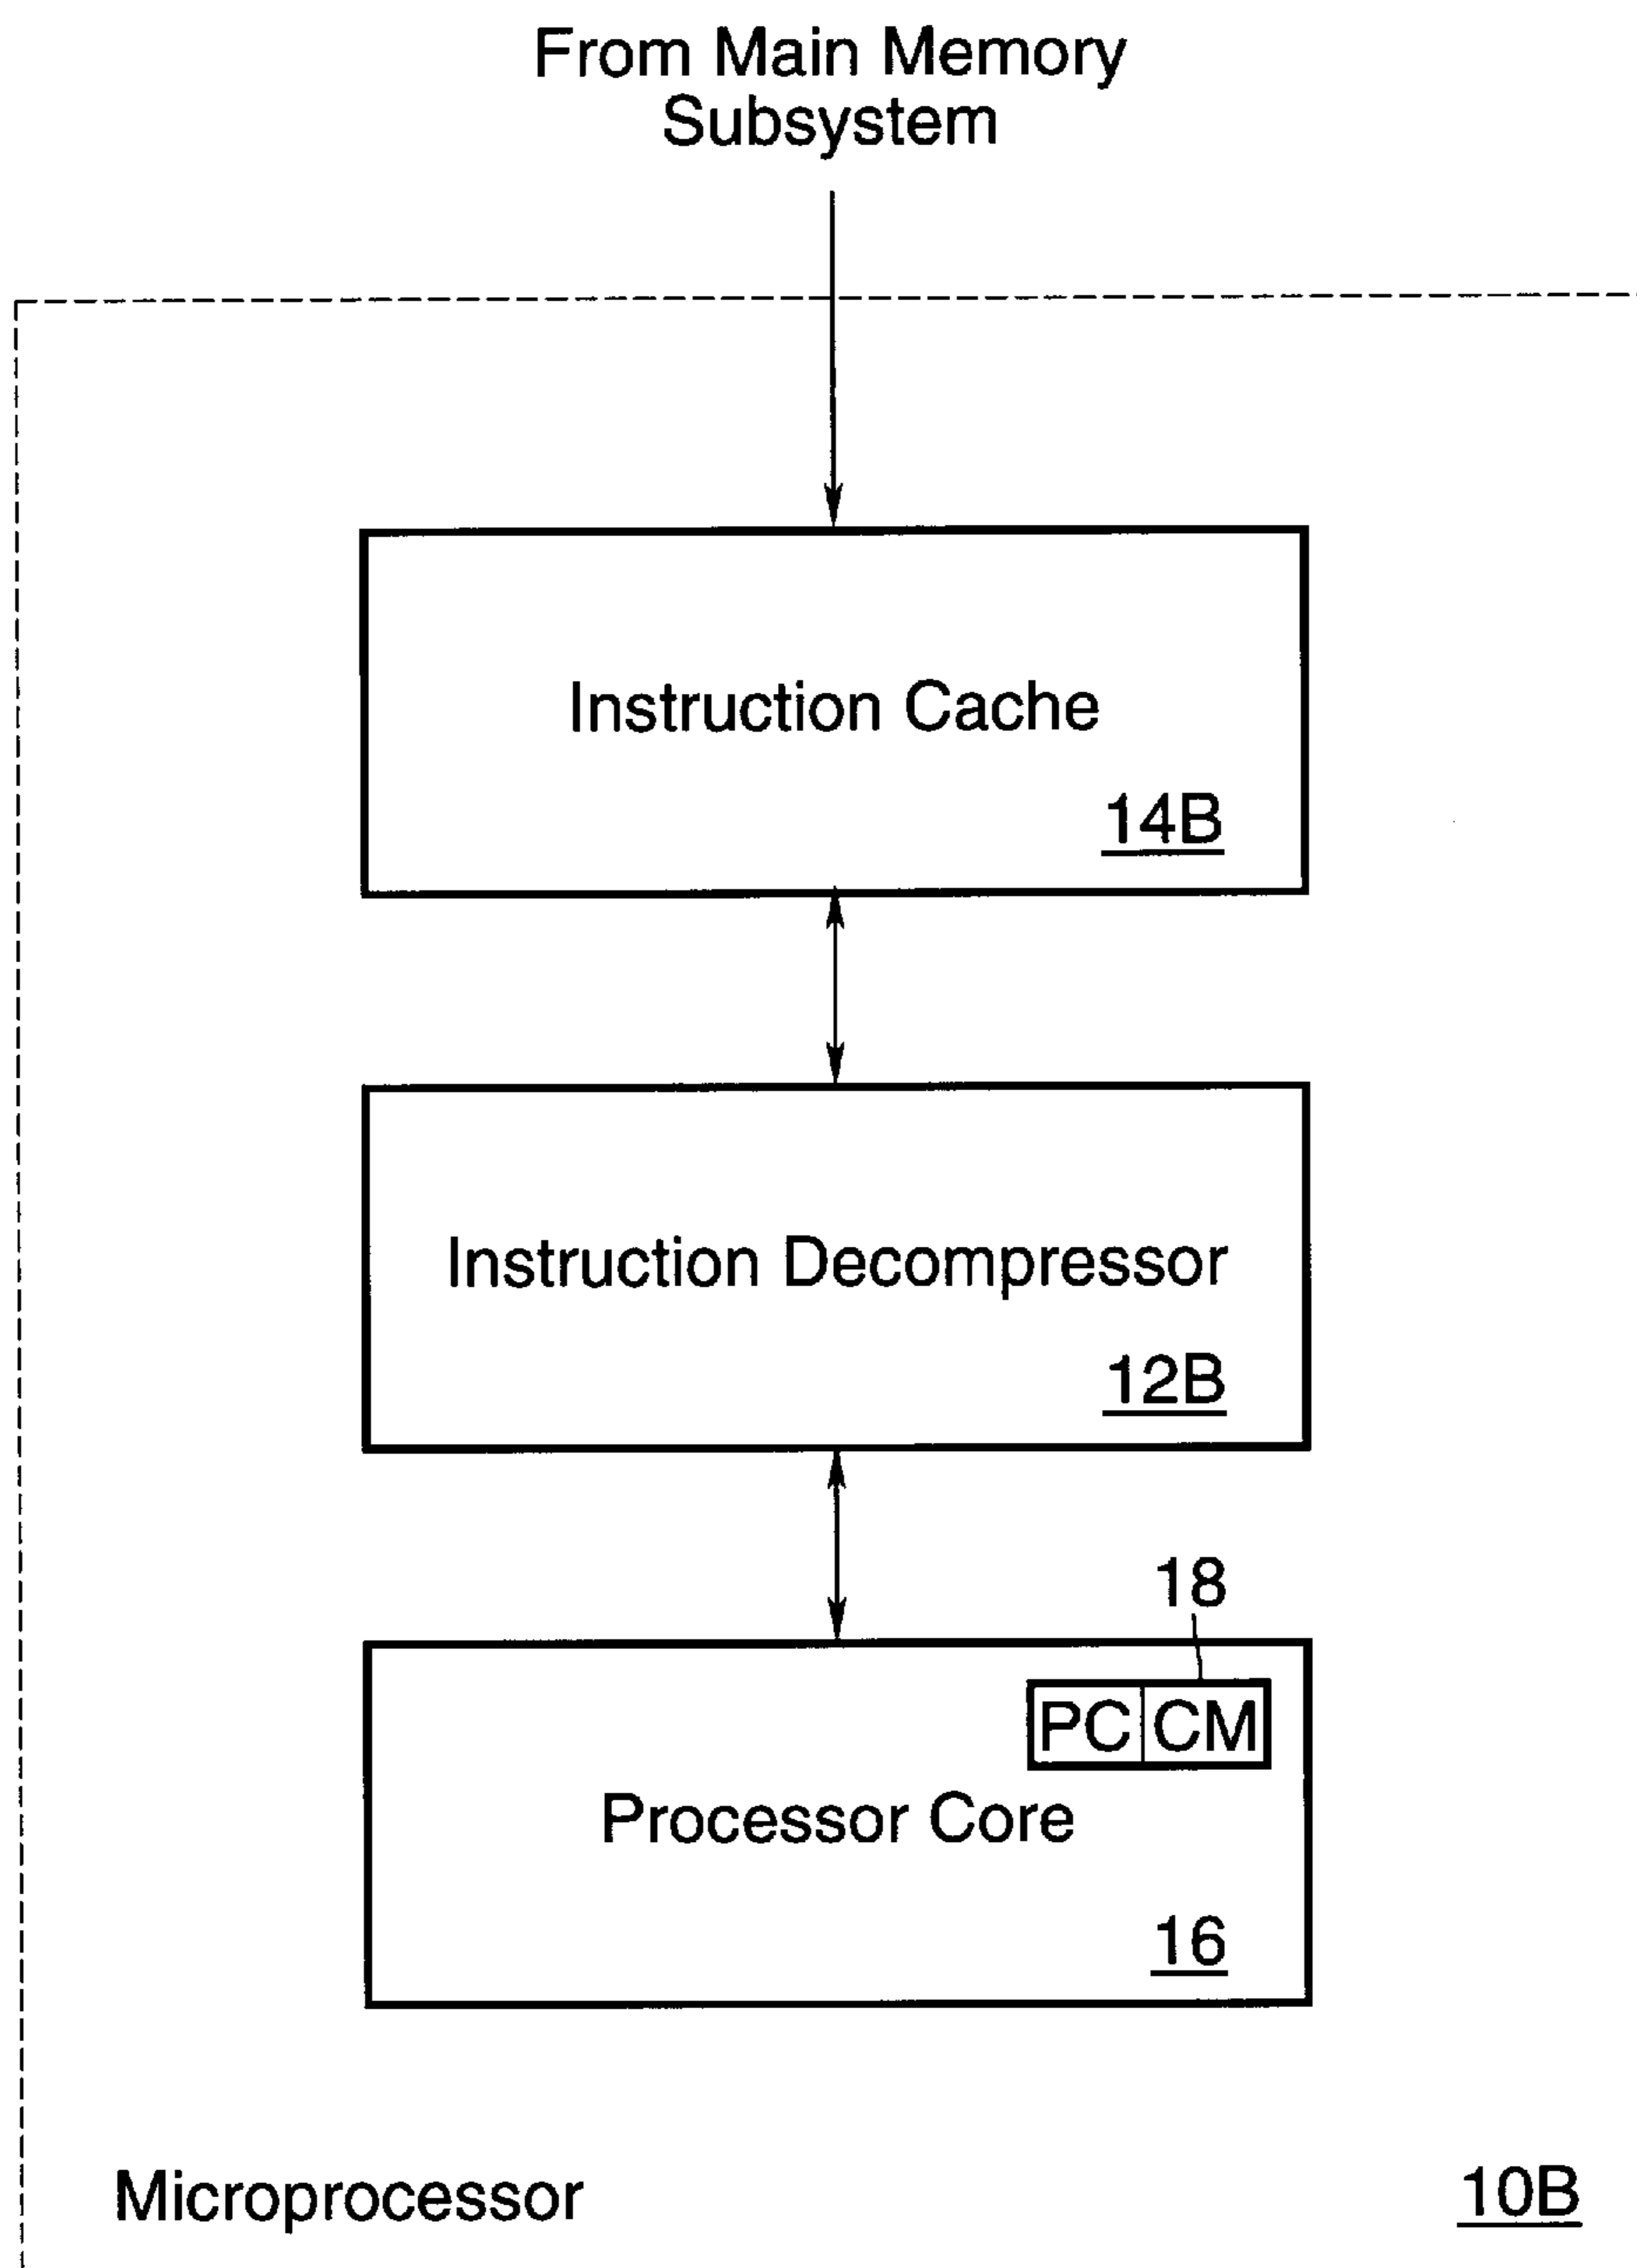 From Main Memory
Subsystem
Instruction Cache
14B
Instruction Decompressor
12B
18
PC CM
Processor Core
16
Microprocessor 10B